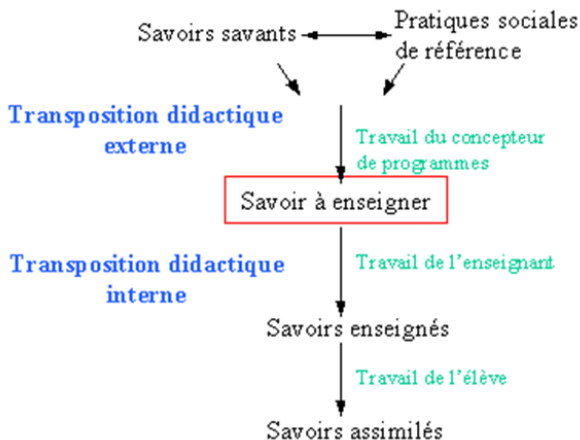 Savoirs savants
Pratiques sociales
de référence
Transposition didactique
externe
Travail du concepteur
de programmes
Savoir à enseigner
Transposition didactique
interne
Travail de l'enseignant
Savoirs enseignés
Travail de l'élève
Savoirs assimilés